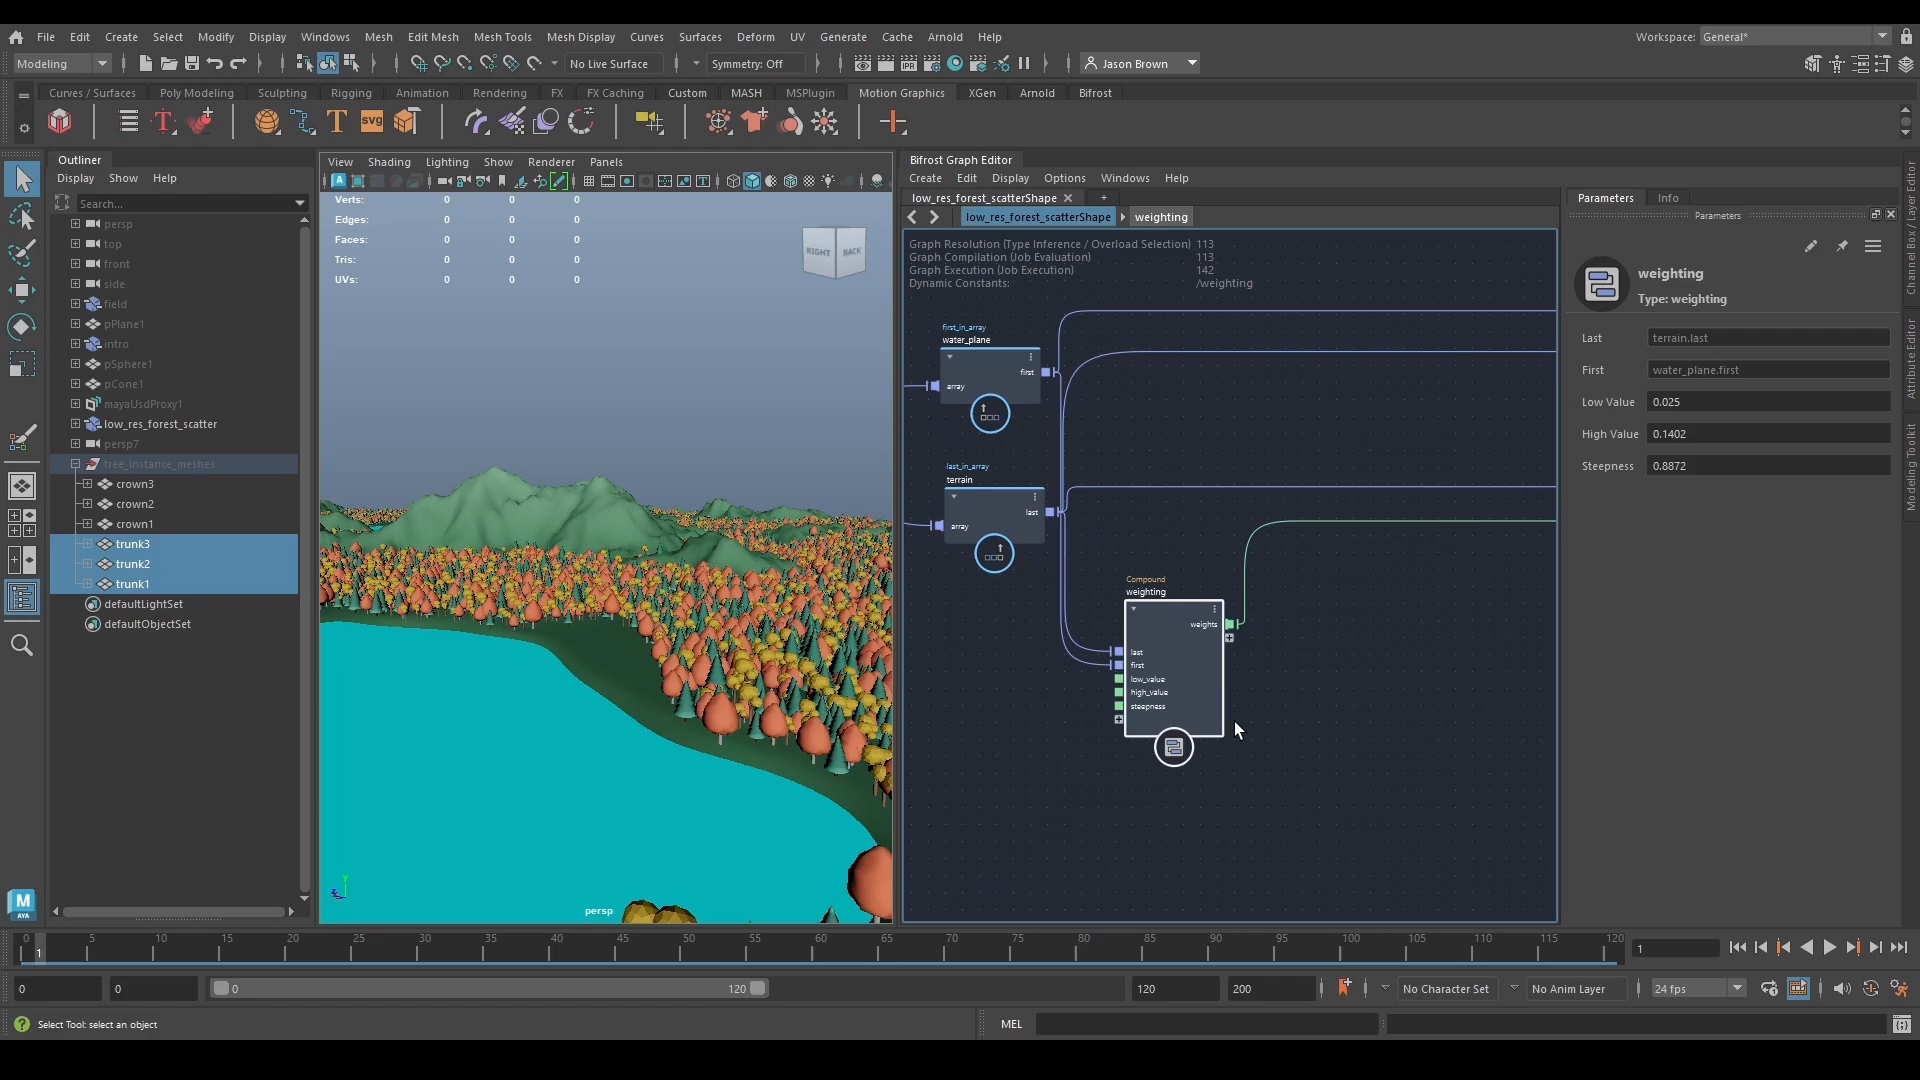 File Edit Create Select Modify Display Windows Mesh Edit Mesh Mesh Tools Mesh Display Curves Surfaces Deform UV Generate Cache Arnold Help Workspace: General*
Modeling No Live Surface Symmetry: Off Jason Brown
Curves / Surfaces Poly Modeling Sculpting Rigging Animation Rendering FX FX Caching Custom MASH MSPlugin Motion Graphics XGen Arnold Bifrost
Outliner
Display Show Help
Search...
persp
top
front
side
field
pPlane1
intro
pSphere1
pCone1
mayaUsdProxy1
low_res_forest_scatter
persp7
tree_instance_meshes
crown3
crown2
crown1
trunk3
trunk2
trunk1
defaultLightSet
defaultObjectSet
View Shading Lighting Show Renderer Panels
Verts: 0 0 0
Edges: 0 0 0
Faces: 0 0 0
Tris: 0 0 0
UVs: 0 0 0
RIGHT BACK
persp
Bifrost Graph Editor
Create Edit Display Options Windows Help
low_res_forest_scatterShape
low_res_forest_scatterShape weighting
Graph Resolution (Type Inference / Overload Selection) 113
Graph Compilation (Job Evaluation) 113
Graph Execution (Job Execution) 142
Dynamic Constants: /weighting
first_in_array
water_plane
first
array
last_in_array
terrain
last
array
Compound
weighting
weights
last
first
low_value
high_value
steepness
Parameters Info
Parameters
weighting
Type: weighting
Last terrain.last
First water_plane.first
Low Value 0.025
High Value 0.1402
Steepness 0.8872
Channel Box / Layer Editor
Attribute Editor
Modeling Toolkit
0 5 10 15 20 25 30 35 40 45 50 55 60 65 70 75 80 85 90 95 100 105 110 115 120
1 1
0 0 0 120 120 200 No Character Set No Anim Layer 24 fps
Select Tool: select an object MEL